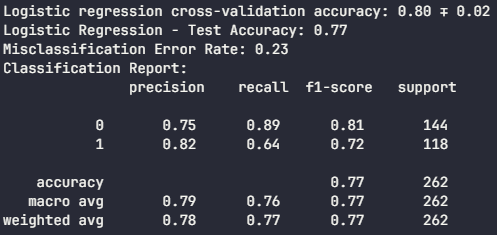 Logistic regression cross-validation accuracy: 0.80 ∓ 0.02
Logistic Regression - Test Accuracy: 0.77
Misclassification Error Rate: 0.23
Classification Report:
precision recall f1-score support
0 0.75 0.89 0.81 144
1 0.82 0.64 0.72 118
accuracy 0.77 262
macro avg 0.79 0.76 0.77 262
weighted avg 0.78 0.77 0.77 262